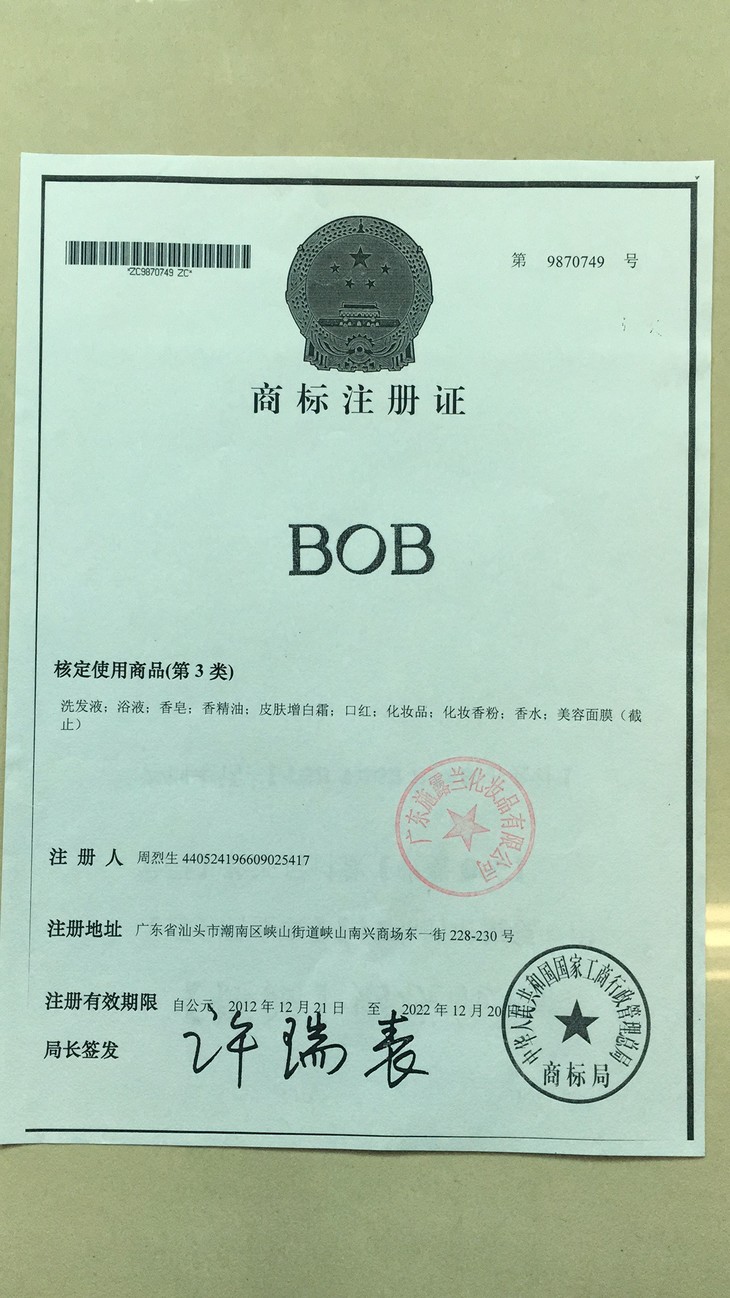 *ZC9870749 ZC*
第 9870749 号
商标注册证
BOB
核定使用商品(第 3 类)
洗发液；浴液；香皂；香精油；皮肤增白霜；口红；化妆品；化妆香粉；香水；美容面膜（截
止）
广东施露兰化妆品有限公司
注 册 人 周烈生 440524196609025417
注册地址 广东省汕头市潮南区峡山街道峡山南兴商场东一街 228-230 号
注册有效期限 自公元 2012 年 12 月 21 日 至 2022 年 12 月 20
局长签发 许瑞表
中华人民共和国国家工商行政管理总局
商标局